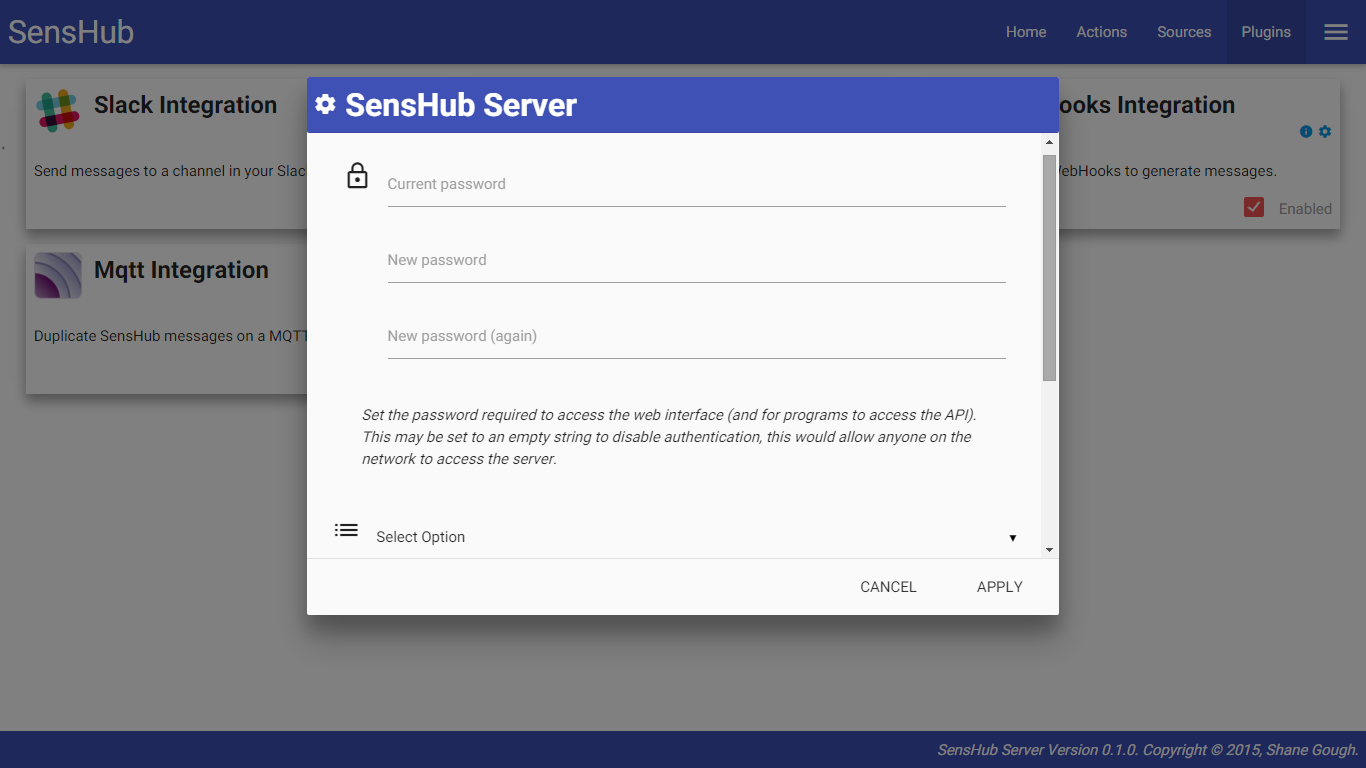 SensHub
Home Actions Sources Plugins
Slack Integration
Send messages to a channel in your Slac
Mqtt Integration
Duplicate SensHub messages on a MQTT
SensHub Server
Current password
New password
New password (again)
Set the password required to access the web interface (and for programs to access the API).
This may be set to an empty string to disable authentication, this would allow anyone on the
network to access the server.
Select Option
CANCEL APPLY
ooks Integration
ebHooks to generate messages.
Enabled
SensHub Server Version 0.1.0. Copyright © 2015, Shane Gough.